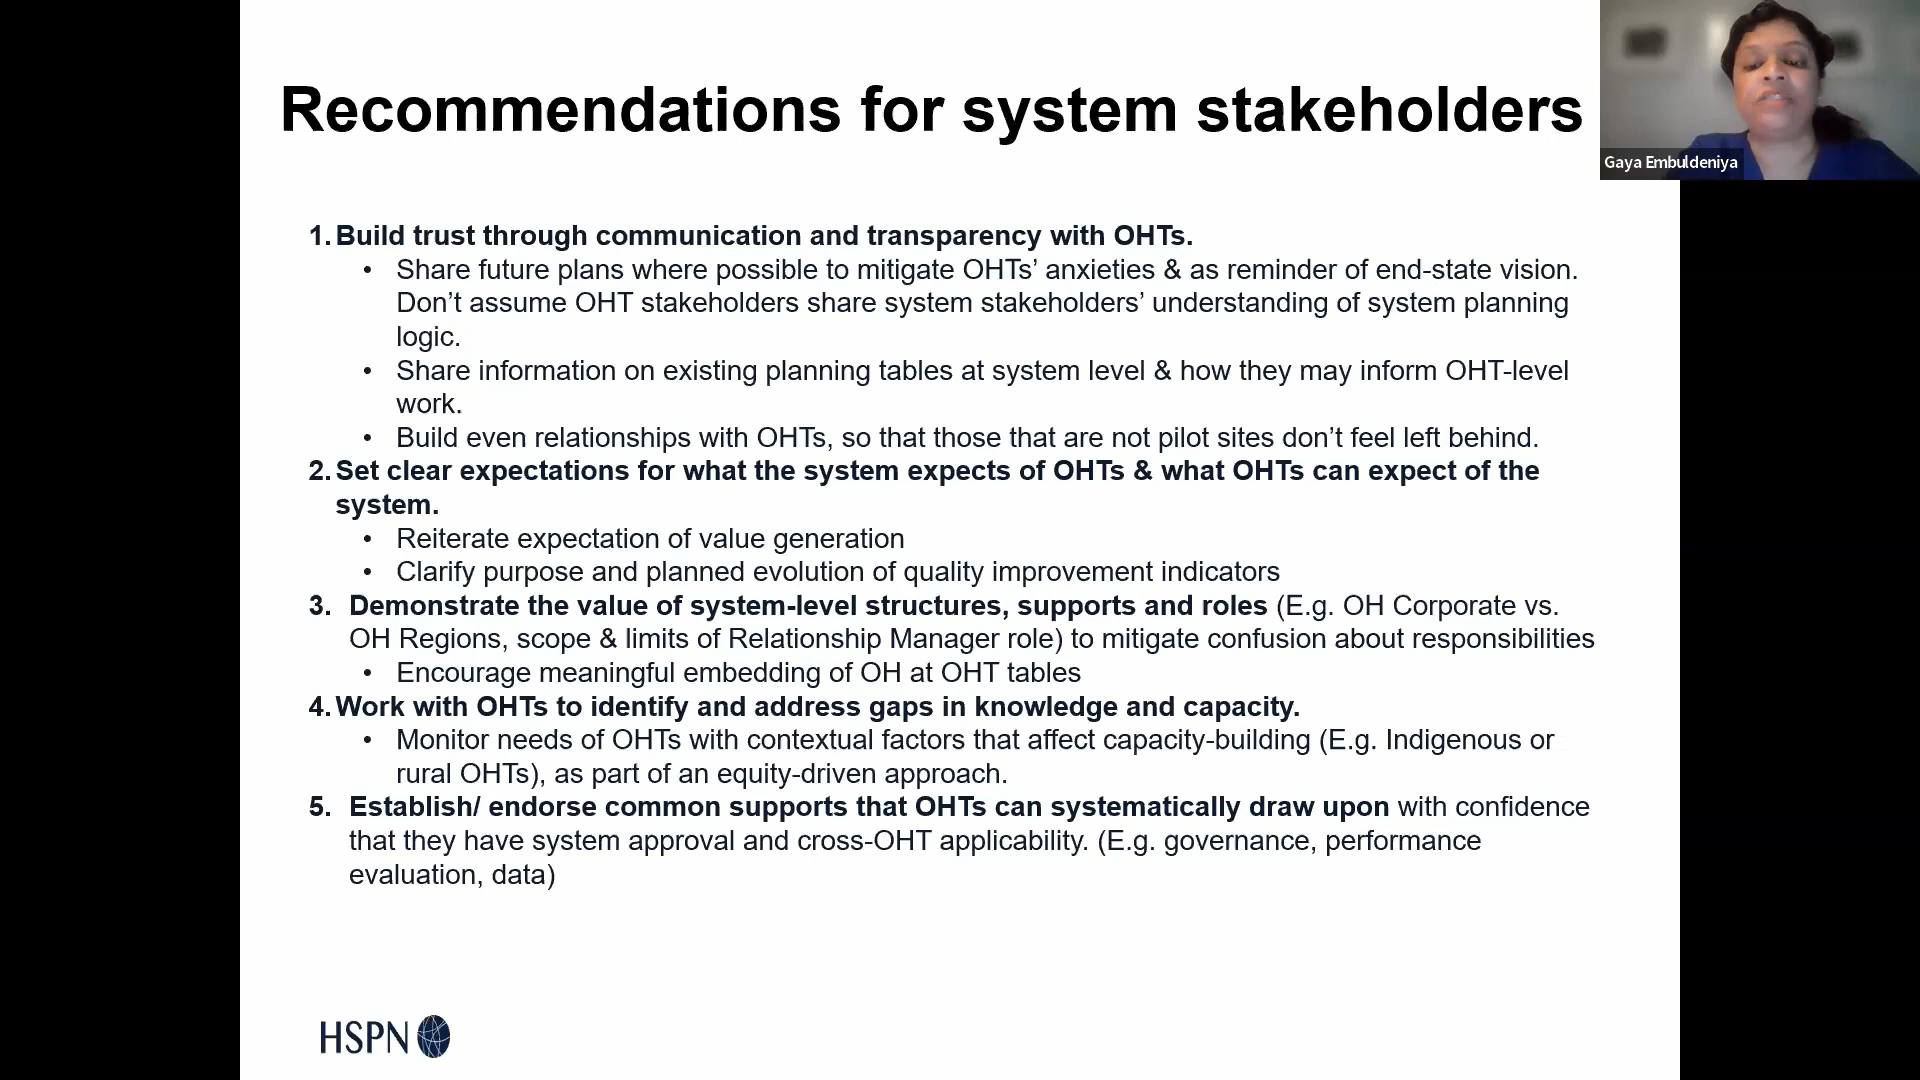 Recommendations for system stakeholders
Gaya Embuldeniya
1. Build trust through communication and transparency with OHTs.
• Share future plans where possible to mitigate OHTs’ anxieties & as reminder of end-state vision.
Don’t assume OHT stakeholders share system stakeholders’ understanding of system planning
logic.
• Share information on existing planning tables at system level & how they may inform OHT-level
work.
• Build even relationships with OHTs, so that those that are not pilot sites don’t feel left behind.
2. Set clear expectations for what the system expects of OHTs & what OHTs can expect of the
system.
• Reiterate expectation of value generation
• Clarify purpose and planned evolution of quality improvement indicators
3. Demonstrate the value of system-level structures, supports and roles (E.g. OH Corporate vs.
OH Regions, scope & limits of Relationship Manager role) to mitigate confusion about responsibilities
• Encourage meaningful embedding of OH at OHT tables
4. Work with OHTs to identify and address gaps in knowledge and capacity.
• Monitor needs of OHTs with contextual factors that affect capacity-building (E.g. Indigenous or
rural OHTs), as part of an equity-driven approach.
5. Establish/ endorse common supports that OHTs can systematically draw upon with confidence
that they have system approval and cross-OHT applicability. (E.g. governance, performance
evaluation, data)
HSPN